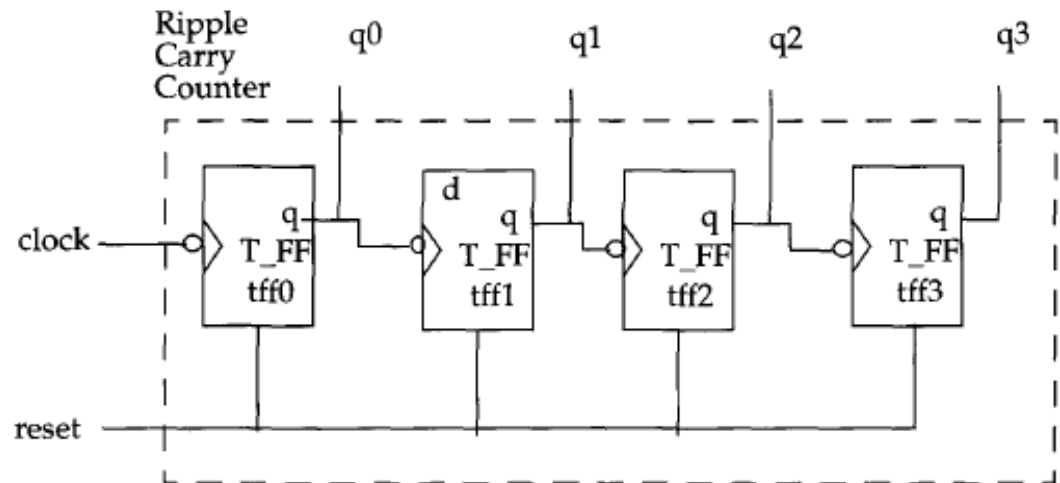 Ripple
Carry
Counter
q0
q1
q2
q3
clock
q
T_FF
tff0
d
q
T_FF
tff1
q
T_FF
tff2
q
T_FF
tff3
reset